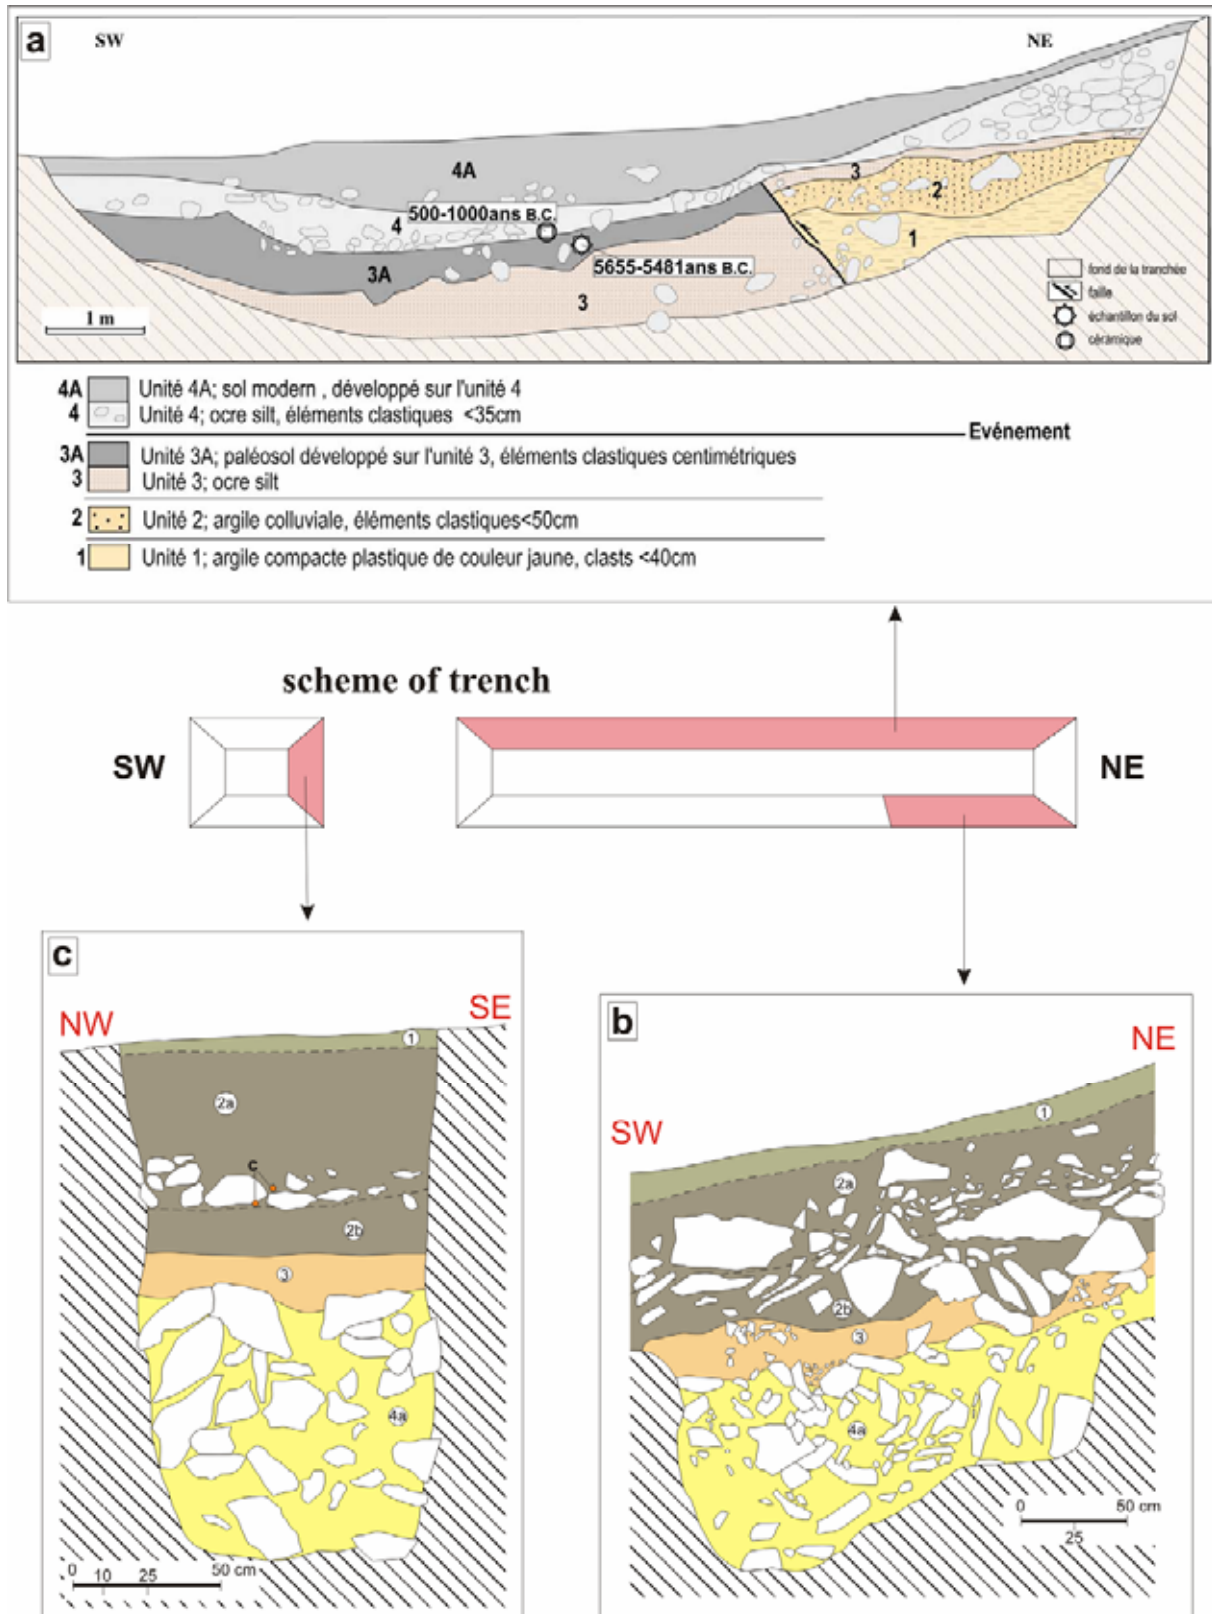 a
SW
NE
4A
3
2
4
500-1000ans B.C.
1
3A
5655-5481ans B.C.
3
1 m
fond de la tranchée
faille
échantillon du sol
céramique
4A Unité 4A; sol modern , développé sur l'unité 4
4 Unité 4; ocre silt, éléments clastiques <35cm
Evénement
3A Unité 3A; paléosol développé sur l'unité 3, éléments clastiques centimétriques
3 Unité 3; ocre silt
2 Unité 2; argile colluviale, éléments clastiques<50cm
1 Unité 1; argile compacte plastique de couleur jaune, clasts <40cm
scheme of trench
SW
NE
c
NW
SE
1
2a
c
2b
3
4a
0 10 25 50 cm
b
NE
SW
1
2a
2b
3
4a
0 50 cm
25